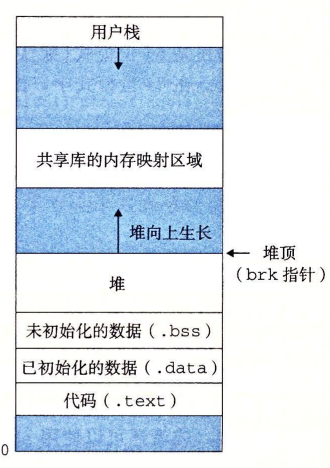 用户栈
共享库的内存映射区域
堆向上生长
堆顶
（brk 指针）
堆
未初始化的数据（.bss）
已初始化的数据（.data）
代码（.text）
0